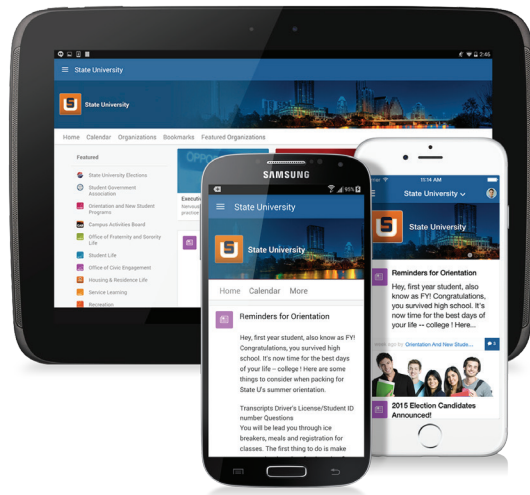 2:46
State University
State University
Home Calendar Organizations Bookmarks Featured Organizations
Featured
State University Elections
Student Government
Association
Orientation and New Student
Programs
Campus Activities Board
Office of Fraternity and Sorority
Life
Student Life
Office of Civic Engagement
Housing & Residence Life
Service Learning
Recreation
SAMSUNG
95%
State University
State University
Home Calendar More
Reminders for Orientation
Hey, first year student, also known as FY!
Congratulations, you survived high
school. It's now time for the best days
of your life – college ! Here are some
things to consider when packing for
State U's summer orientation.
Transcripts Driver's License/Student ID
number Questions
You will be lead you through ice
breakers, meals and registration for
classes. The first thing to do is make
11:14 AM
State University
State University
Reminders for Orientation
Hey, first year student, also
know as FY! Congratulations,
you survived high school. It's
now time for the best days
of your life -- college ! Here...
ago by Orientation And New Stude...
3
2015 Election Candidates
Announced!